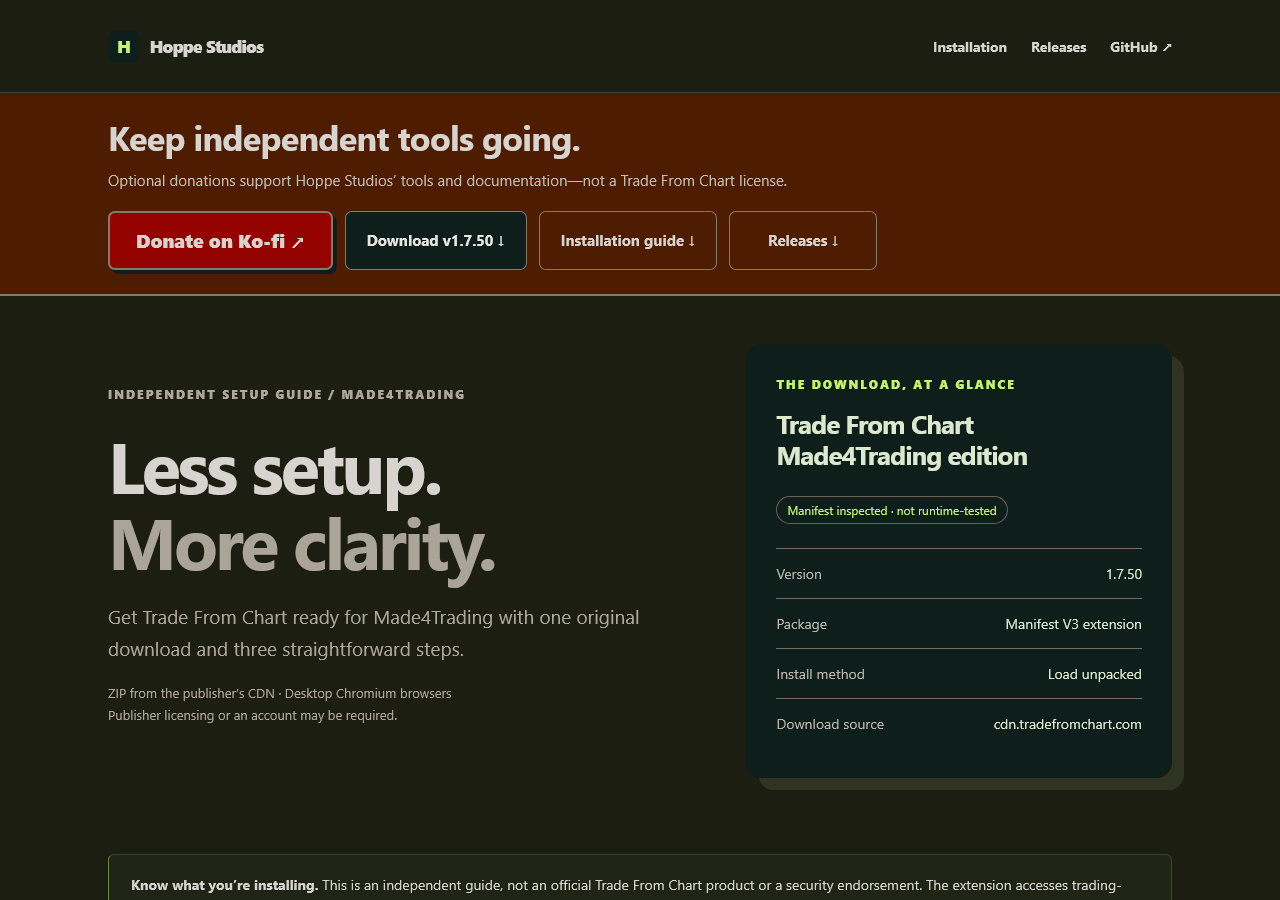 H
Hoppe Studios
Installation
Releases
GitHub ↗
Keep independent tools going.
Optional donations support Hoppe Studios’ tools and documentation—not a Trade From Chart license.
Donate on Ko-fi ↗
Download v1.7.50 ↓
Installation guide ↓
Releases ↓
INDEPENDENT SETUP GUIDE / MADE4TRADING
Less setup.
More clarity.
Get Trade From Chart ready for Made4Trading with one original
download and three straightforward steps.
ZIP from the publisher’s CDN · Desktop Chromium browsers
Publisher licensing or an account may be required.
THE DOWNLOAD, AT A GLANCE
Trade From Chart
Made4Trading edition
Manifest inspected · not runtime-tested
Version 1.7.50
Package Manifest V3 extension
Install method Load unpacked
Download source cdn.tradefromchart.com
Know what you’re installing. This is an independent guide, not an official Trade From Chart product or a security endorsement. The extension accesses trading-